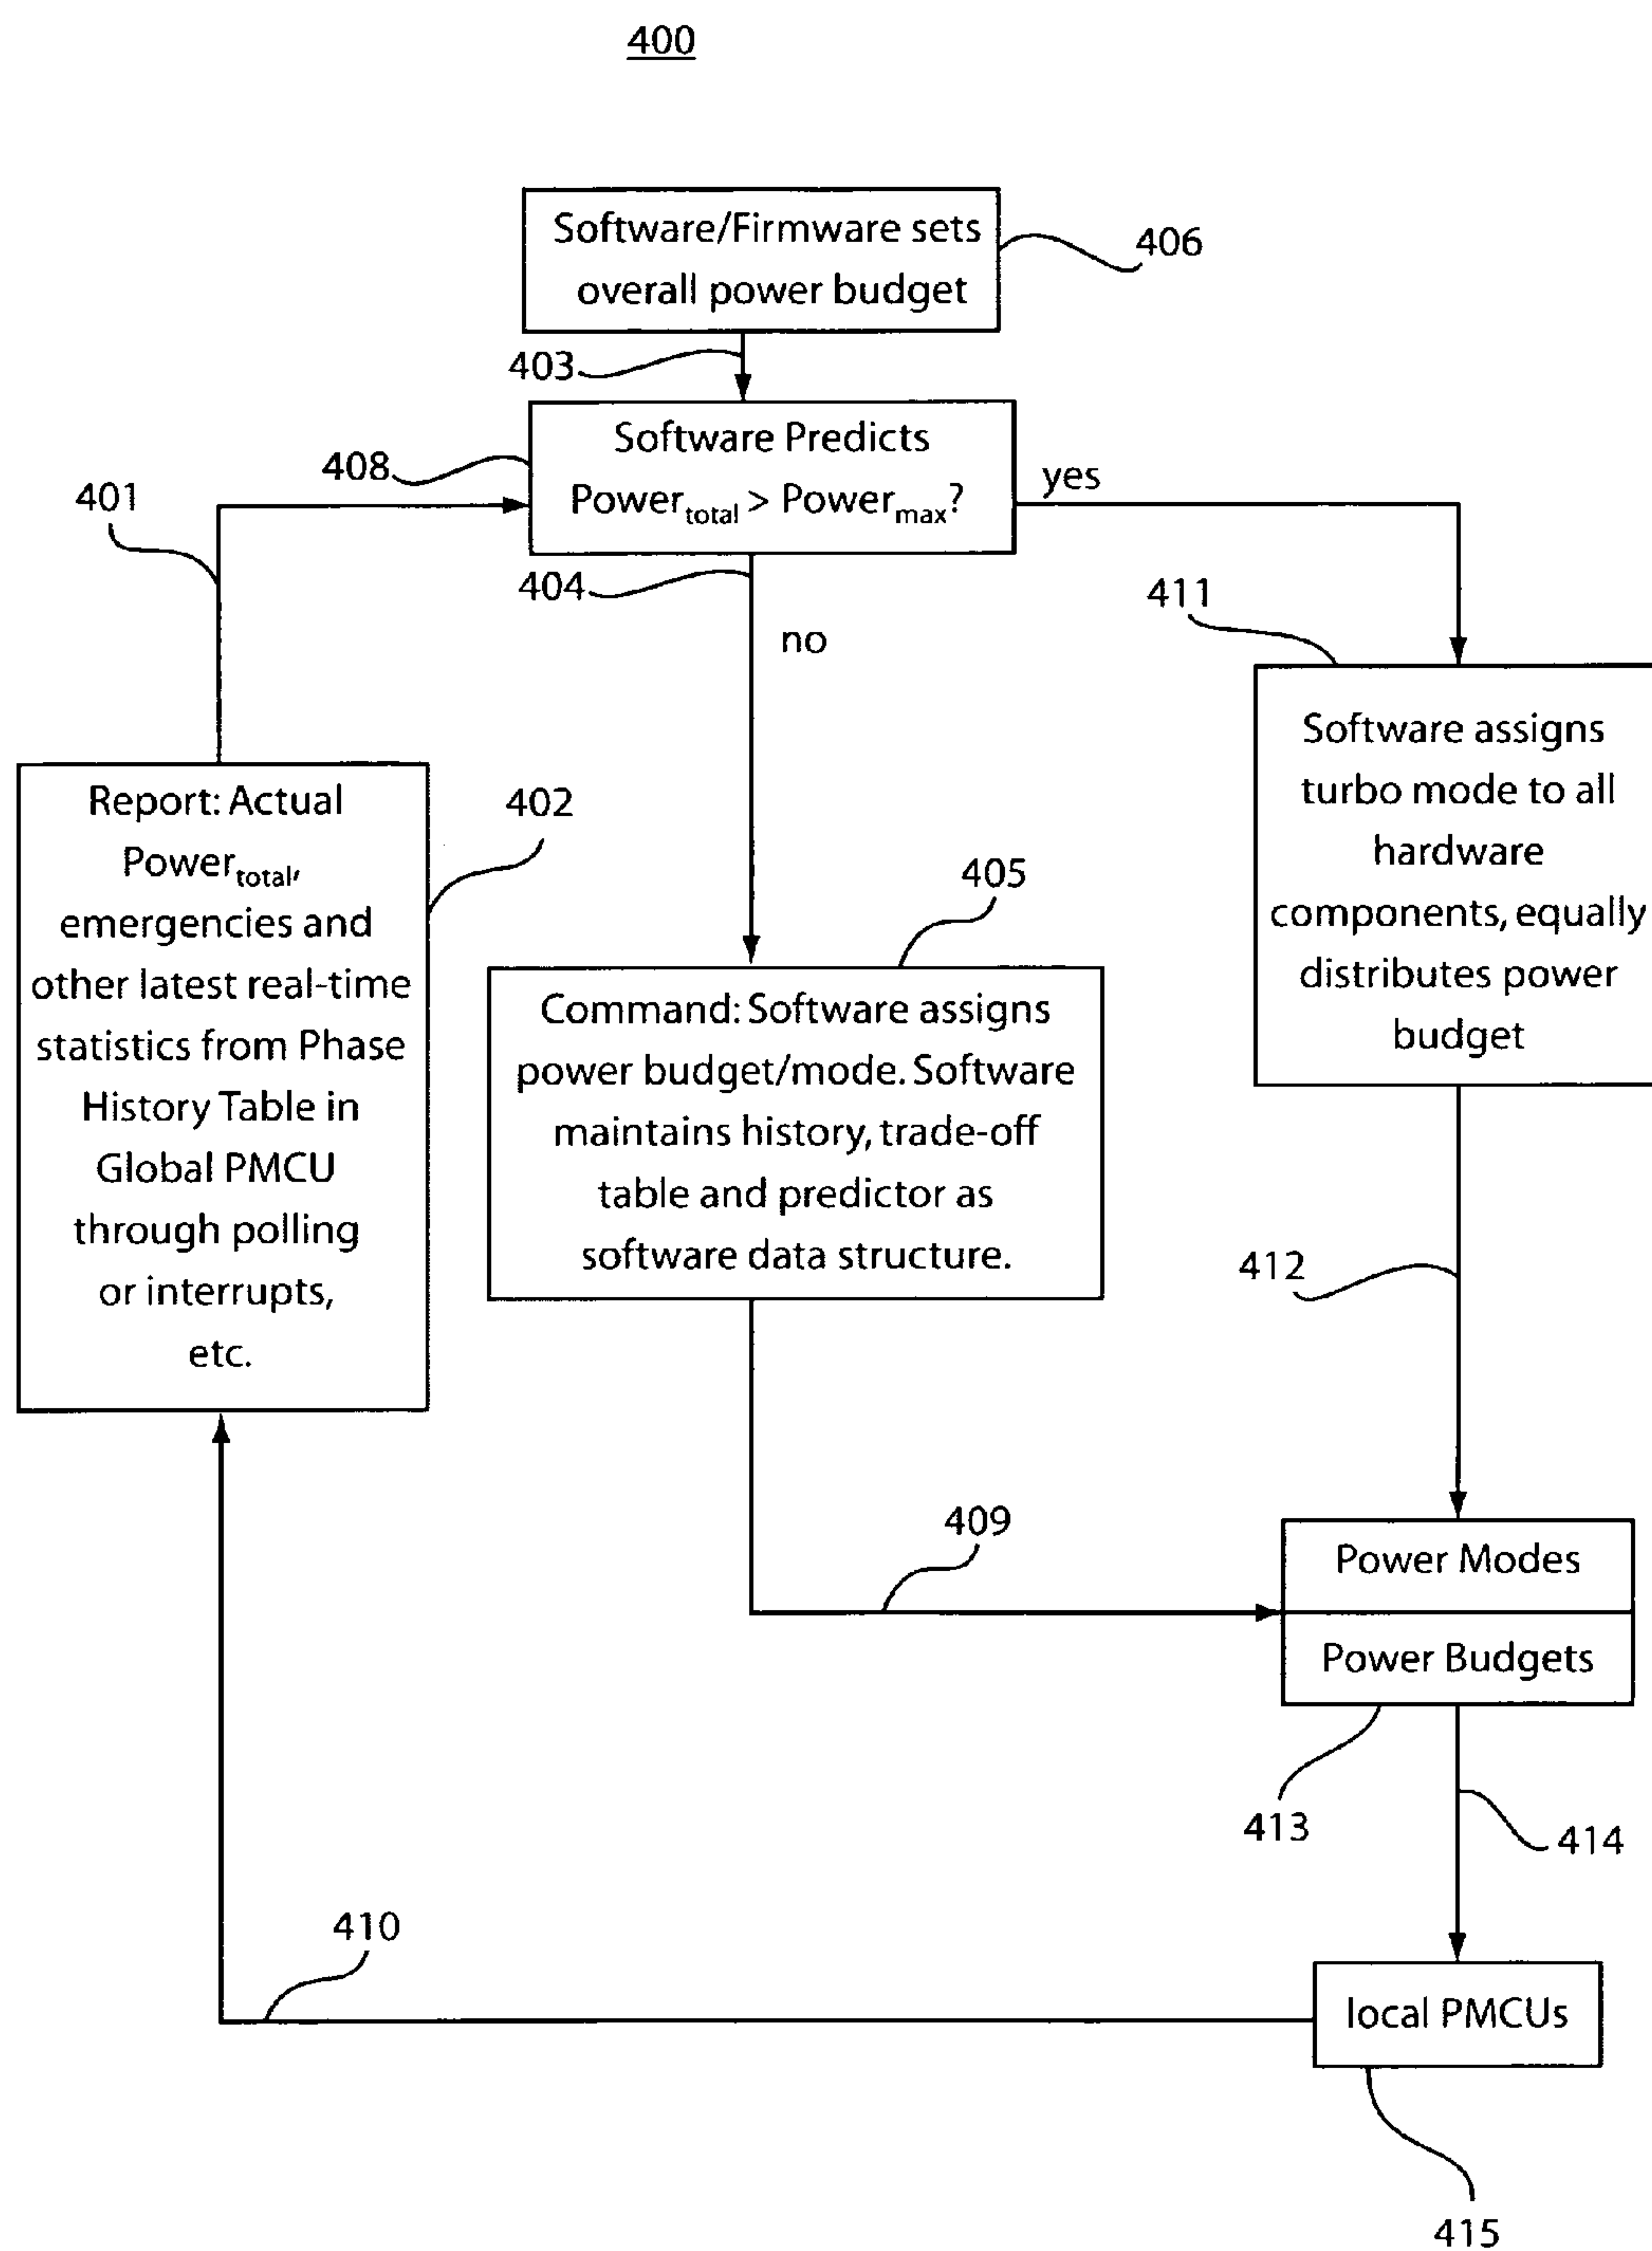 400
Software/Firmware sets
overall power budget
406
403
Software Predicts
Power_total > Power_max?
408
yes
401
404
no
411
Software assigns
turbo mode to all
hardware
components, equally
distributes power
budget
Report: Actual
Power_total,
emergencies and
other latest real-time
statistics from Phase
History Table in
Global PMCU
through polling
or interrupts,
etc.
402
405
Command: Software assigns
power budget/mode. Software
maintains history, trade-off
table and predictor as
software data structure.
412
409
Power Modes
Power Budgets
413
414
410
local PMCUs
415